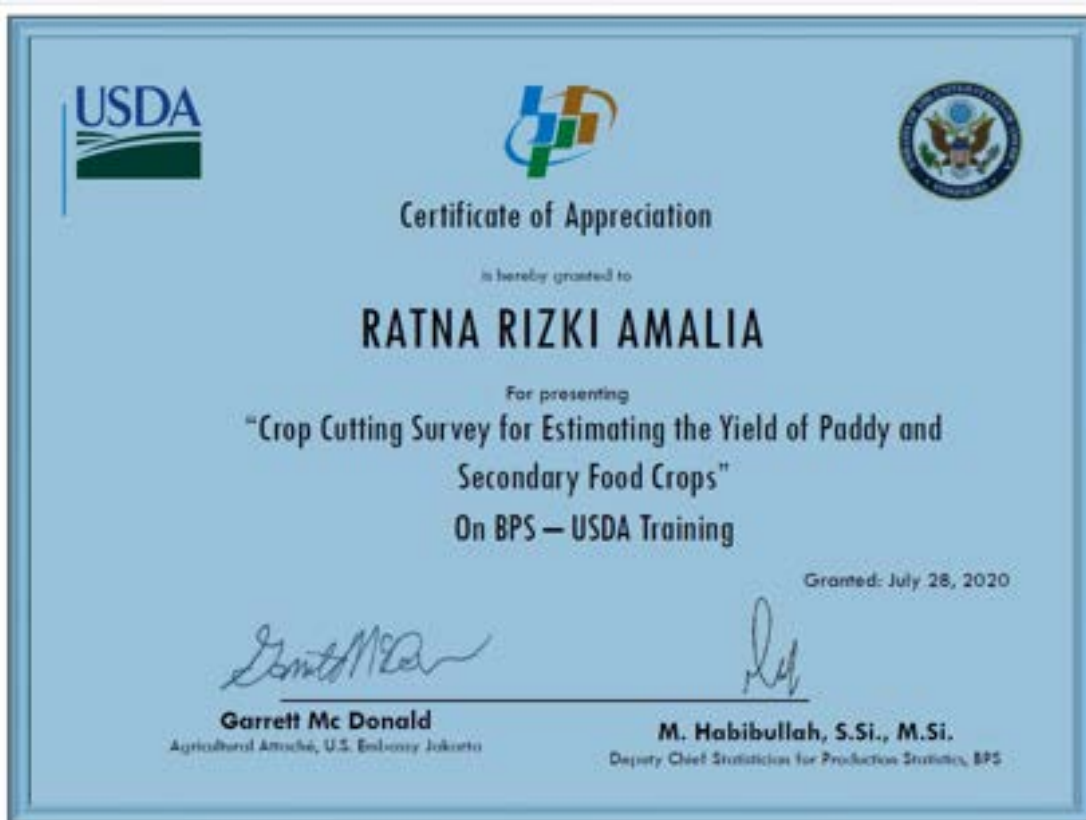 USDA
Certificate of Appreciation
is hereby granted to
RATNA RIZKI AMALIA
For presenting
“Crop Cutting Survey for Estimating the Yield of Paddy and
Secondary Food Crops”
On BPS – USDA Training
Granted: July 28, 2020
Garrett Mc Donald
Agricultural Attaché, U.S. Embassy Jakarta
M. Habibullah, S.Si., M.Si.
Deputy Chief Statistician for Production Statistics, BPS